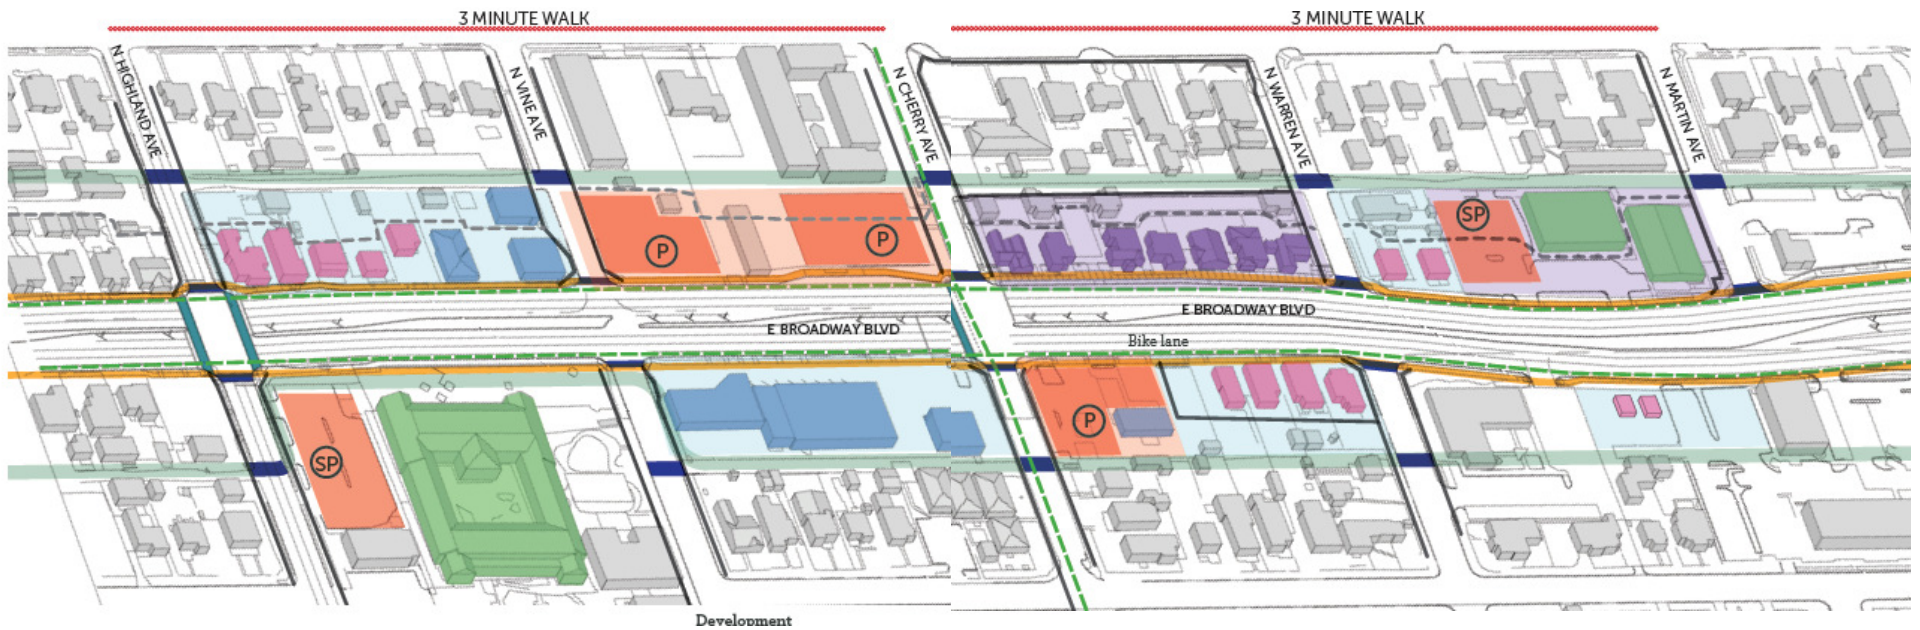 3 MINUTE WALK
3 MINUTE WALK
N HIGHLAND AVE
N VINE AVE
N CHERRY AVE
N WARREN AVE
N MARTIN AVE
SP
P
P
E BROADWAY BLVD
E BROADWAY BLVD
Bike lane
P
SP
Development